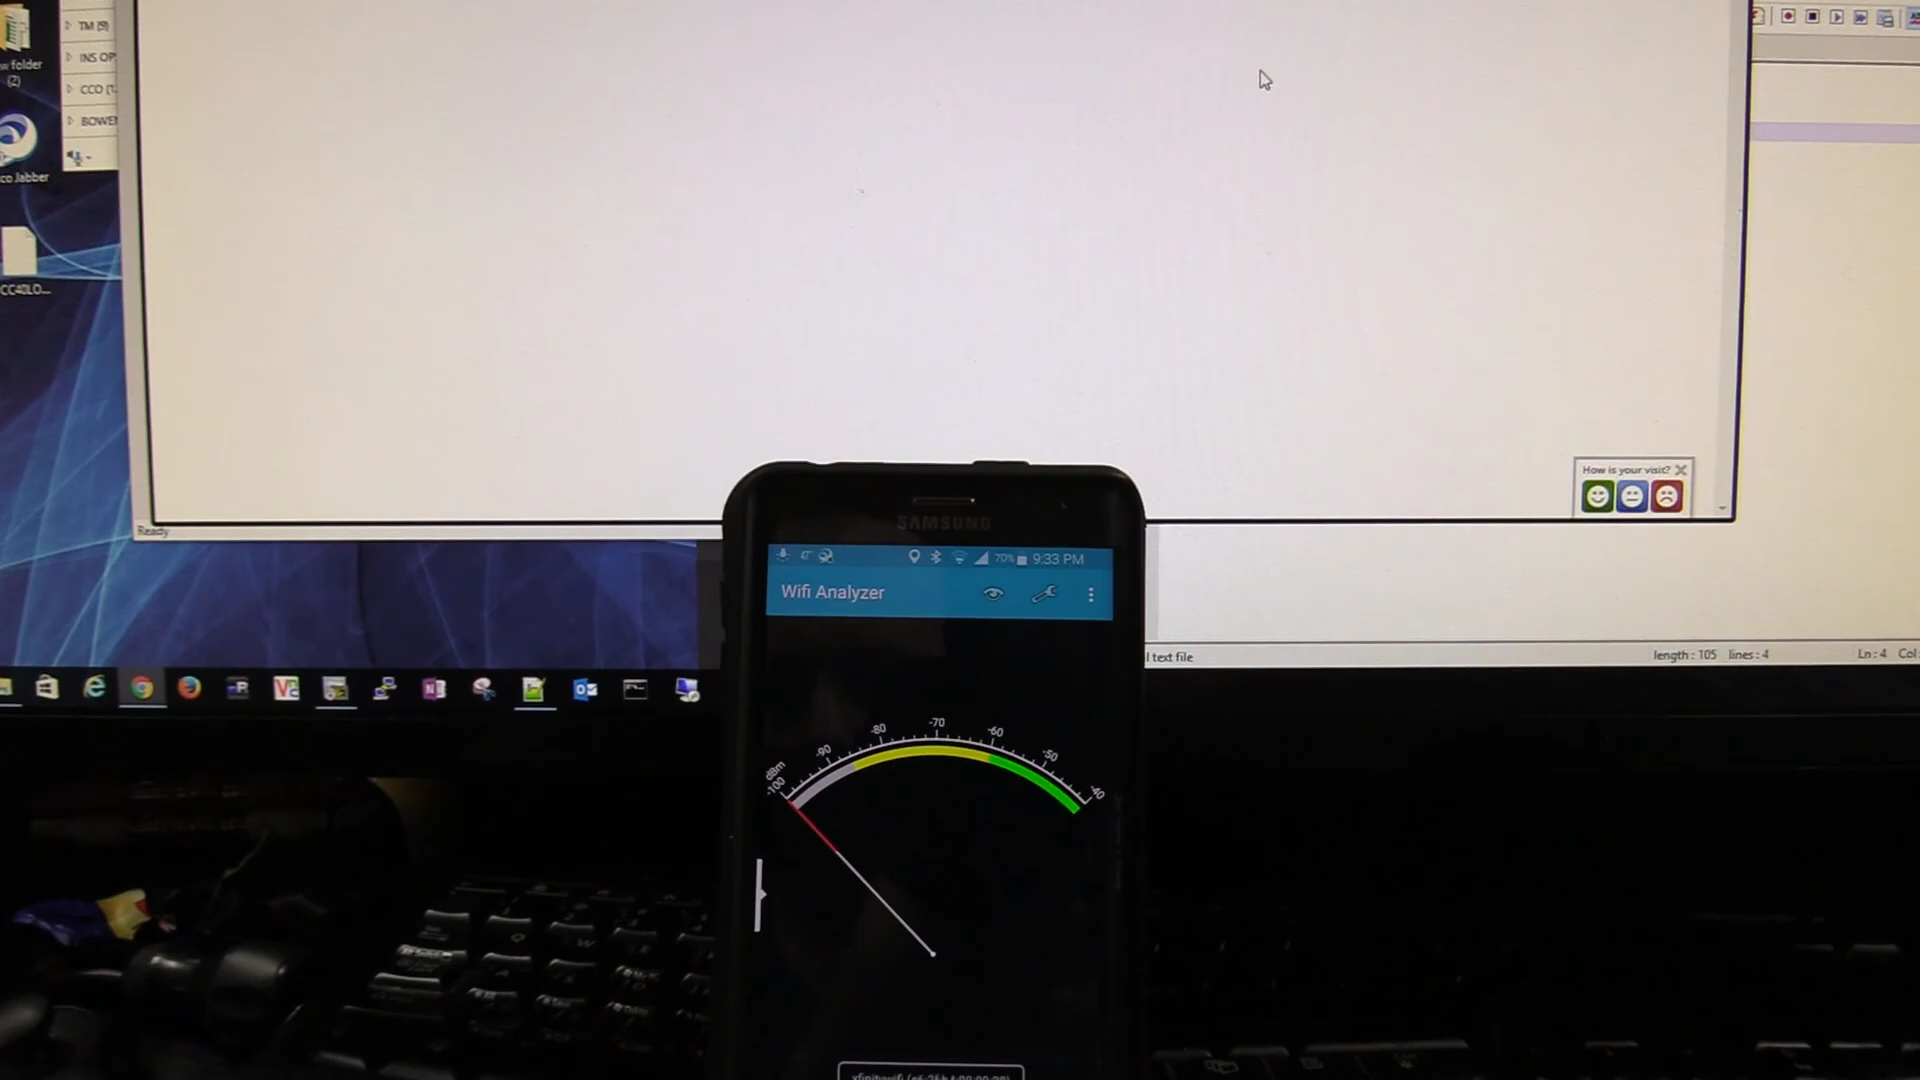 TM (9)
INS OP
CCO (1
BOWE
folder
(2)
co Jabber
CC40LO...
Ready
How is your visit?
SAMSUNG
47°
70%
9:33 PM
Wifi Analyzer
l text file
length : 105 lines : 4
Ln : 4 Col
dBm
-100
-90
-80
-70
-60
-50
-40